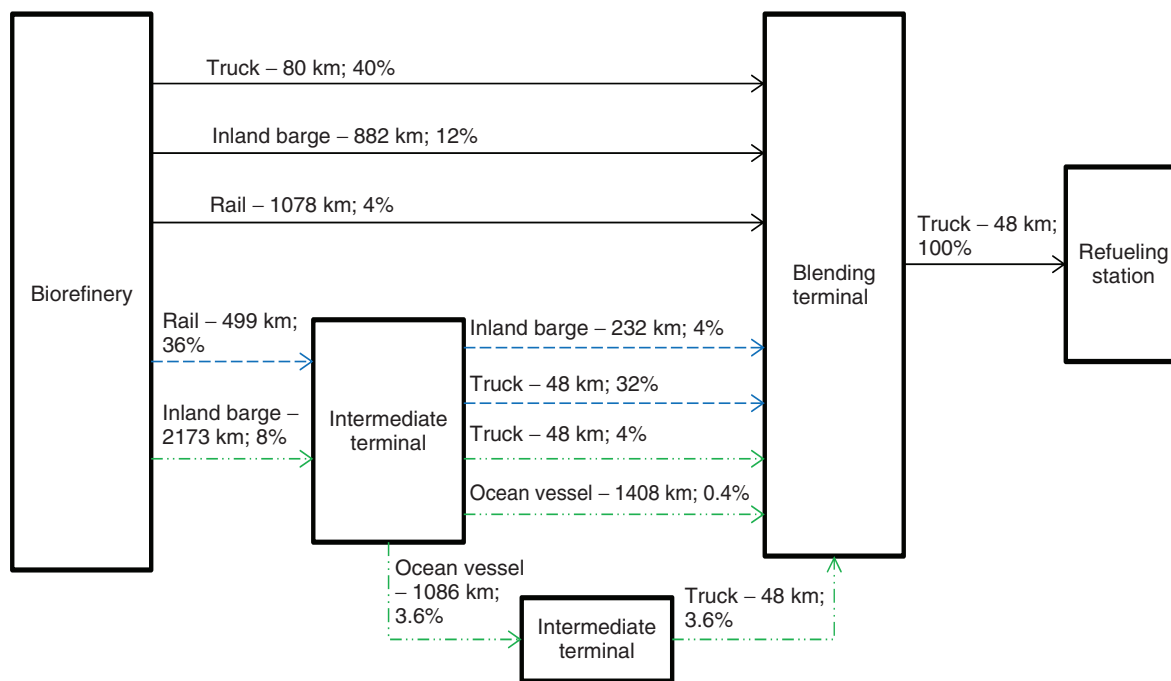 Truck – 80 km; 40%
Inland barge – 882 km; 12%
Rail – 1078 km; 4%
Biorefinery
Rail – 499 km;
36%
Inland barge –
2173 km; 8%
Intermediate
terminal
Inland barge – 232 km; 4%
Truck – 48 km; 32%
Truck – 48 km; 4%
Ocean vessel – 1408 km; 0.4%
Ocean vessel
– 1086 km;
3.6%
Intermediate
terminal
Truck – 48 km;
3.6%
Blending
terminal
Truck – 48 km;
100%
Refueling
station